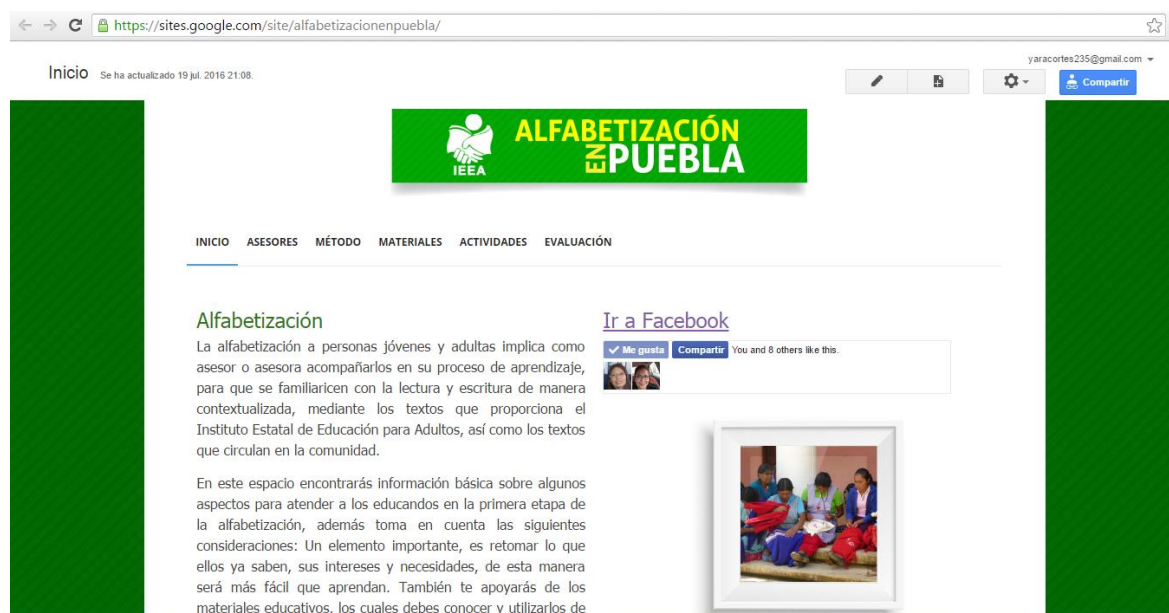 https://sites.google.com/site/alfabetizacionenpuebla/
yaracortes235@gmail.com
Inicio Se ha actualizado 19 jul. 2016 21:08.
Compartir
ALFABETIZACIÓN
EN PUEBLA
IEEA
INICIO ASESORES MÉTODO MATERIALES ACTIVIDADES EVALUACIÓN
Alfabetización
La alfabetización a personas jóvenes y adultas implica como
asesor o asesora acompañarlos en su proceso de aprendizaje,
para que se familiaricen con la lectura y escritura de manera
contextualizada, mediante los textos que proporciona el
Instituto Estatal de Educación para Adultos, así como los textos
que circulan en la comunidad.
En este espacio encontrarás información básica sobre algunos
aspectos para atender a los educandos en la primera etapa de
la alfabetización, además toma en cuenta las siguientes
consideraciones: Un elemento importante, es retomar lo que
ellos ya saben, sus intereses y necesidades, de esta manera
será más fácil que aprendan. También te apoyarás de los
materiales educativos, los cuales debes conocer y utilizarlos de
Ir a Facebook
Me gusta Compartir You and 8 others like this.